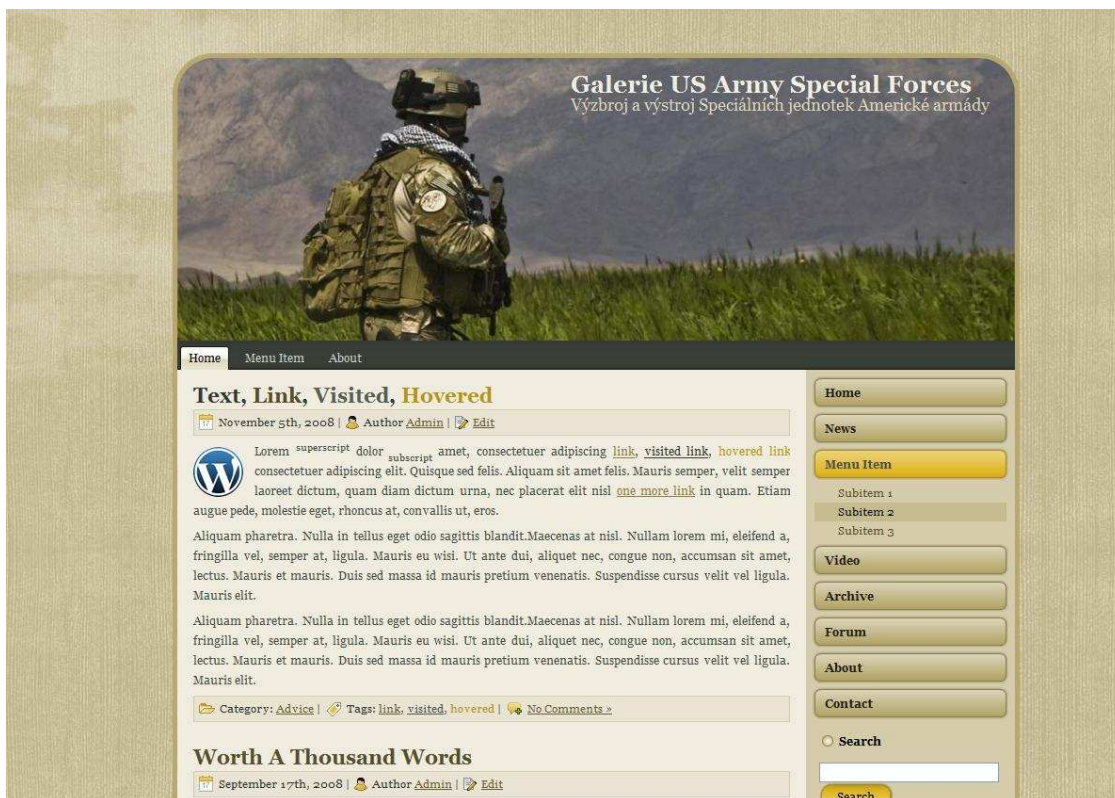 Galerie US Army Special Forces
Výzbroj a výstroj Speciálních jednotek Americké armády
Home Menu Item About
Text, Link, Visited, Hovered
November 5th, 2008 | Author Admin | Edit
Lorem superscript dolor subscript amet, consectetuer adipiscing link, visited link, hovered link
consectetuer adipiscing elit. Quisque sed felis. Aliquam sit amet felis. Mauris semper, velit semper
laoreet dictum, quam diam dictum urna, nec placerat elit nisl one more link in quam. Etiam
augue pede, molestie eget, rhoncus at, convallis ut, eros.
Aliquam pharetra. Nulla in tellus eget odio sagittis blandit.Maecenas at nisl. Nullam lorem mi, eleifend a,
fringilla vel, semper at, ligula. Mauris eu wisi. Ut ante dui, aliquet nec, congue non, accumsan sit amet,
lectus. Mauris et mauris. Duis sed massa id mauris pretium venenatis. Suspendisse cursus velit vel ligula.
Mauris elit.
Aliquam pharetra. Nulla in tellus eget odio sagittis blandit.Maecenas at nisl. Nullam lorem mi, eleifend a,
fringilla vel, semper at, ligula. Mauris eu wisi. Ut ante dui, aliquet nec, congue non, accumsan sit amet,
lectus. Mauris et mauris. Duis sed massa id mauris pretium venenatis. Suspendisse cursus velit vel ligula.
Mauris elit.
Category: Advice | Tags: link, visited, hovered | No Comments »
Worth A Thousand Words
September 17th, 2008 | Author Admin | Edit
Home
News
Menu Item
Subitem 1
Subitem 2
Subitem 3
Video
Archive
Forum
About
Contact
Search
Search